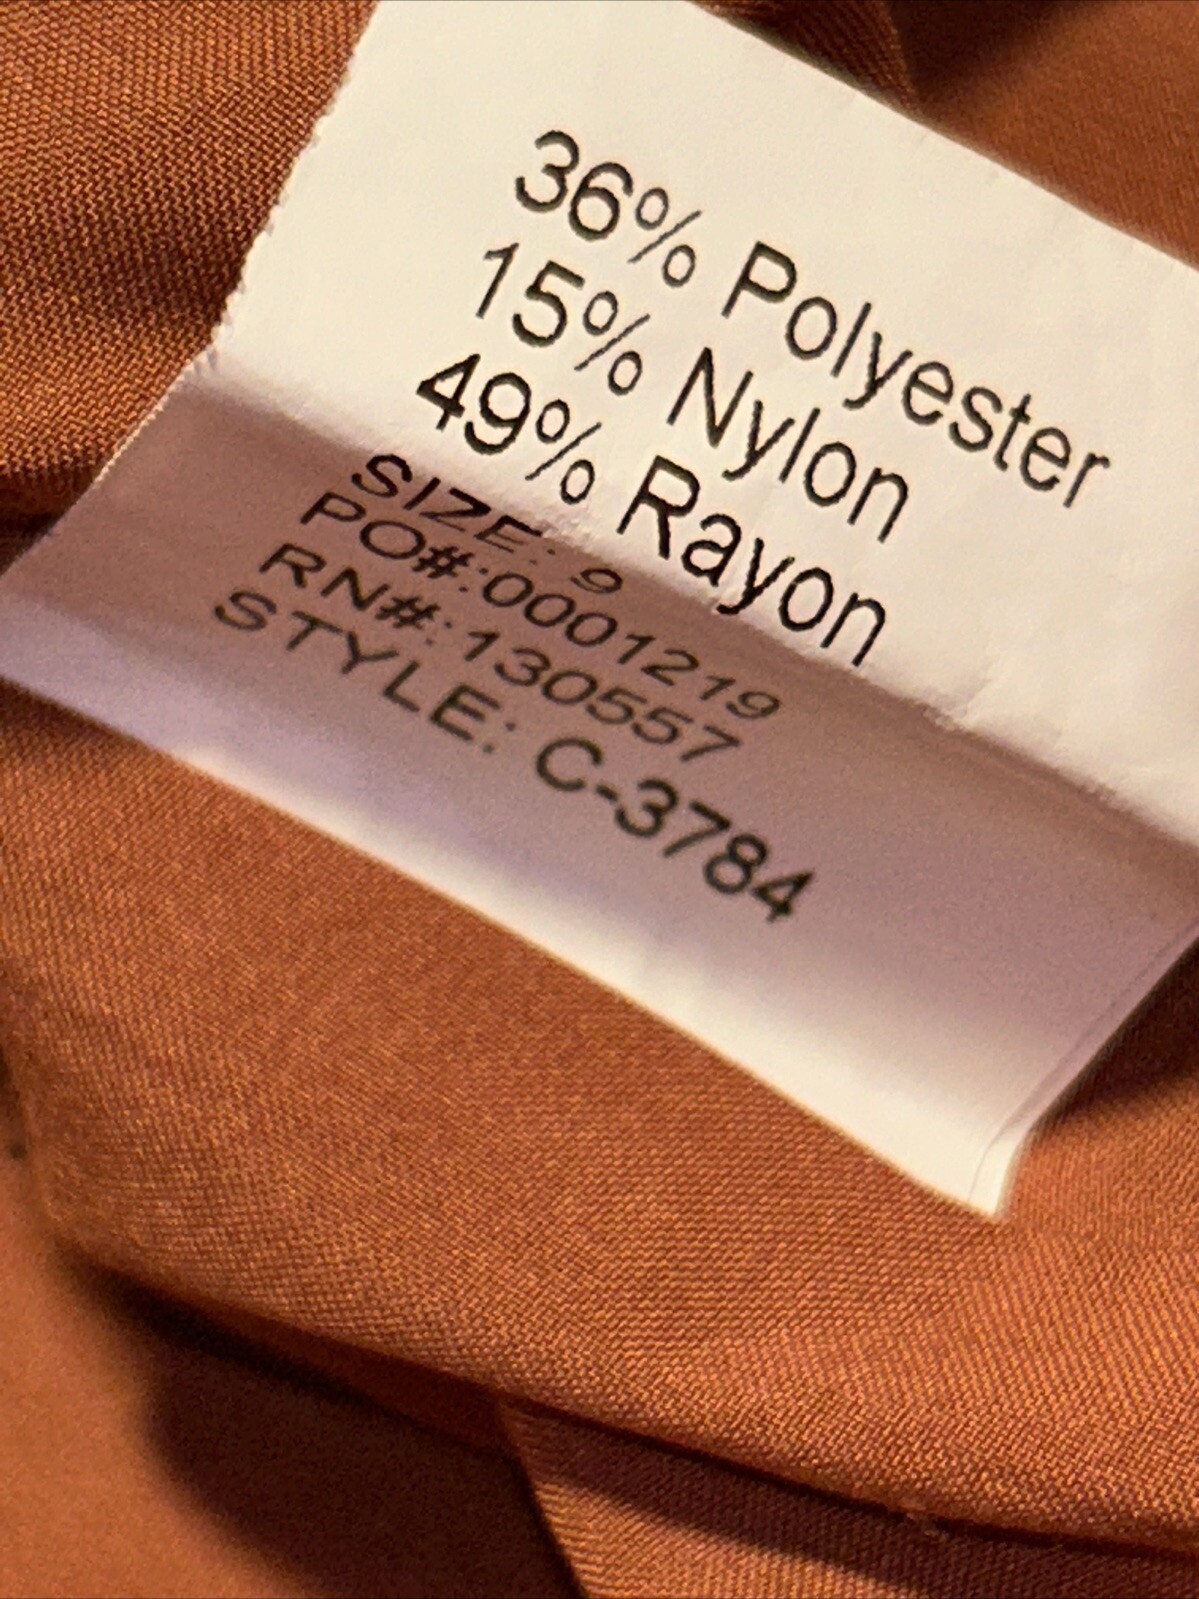 36% Polyester
15% Nylon
49% Rayon
SIZE: 9
PO#:0001219
RN#:130557
STYLE: C-3784